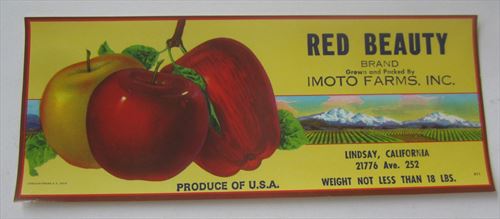 RED BEAUTY
BRAND
Grown and Packed By
IMOTO FARMS, INC.
LINDSAY, CALIFORNIA
21776 Ave. 252
WEIGHT NOT LESS THAN 18 LBS.
PRODUCE OF U.S.A.